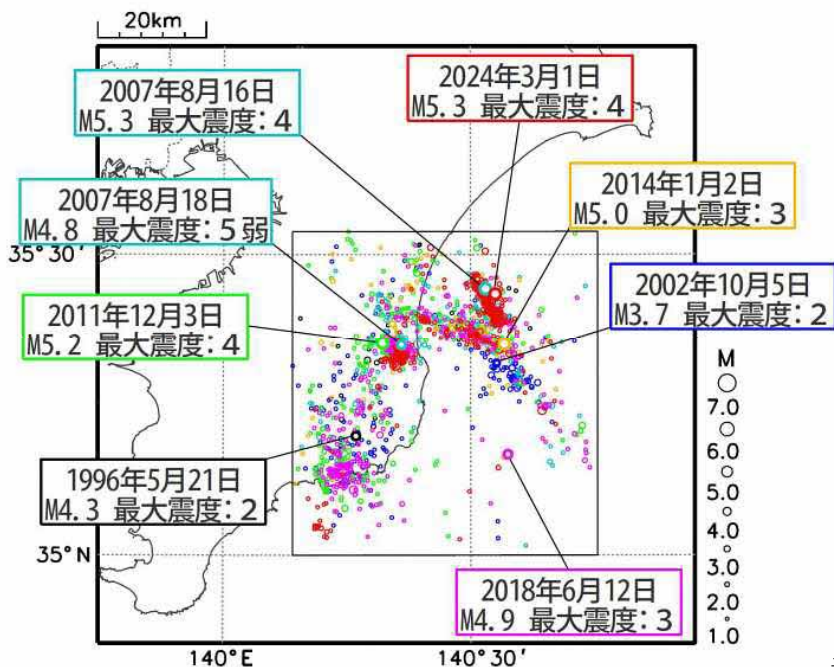 20km
2007年8月16日
M5.3 最大震度：4
2024年3月1日
M5.3 最大震度：4
2007年8月18日
M4.8 最大震度：5弱
2014年1月2日
M5.0 最大震度：3
35°30'
2011年12月3日
M5.2 最大震度：4
2002年10月5日
M3.7 最大震度：2
M
7.0
6.0
5.0
4.0
3.0
2.0
1.0
1996年5月21日
M4.3 最大震度：2
35°N
2018年6月12日
M4.9 最大震度：3
140°E
140°30'